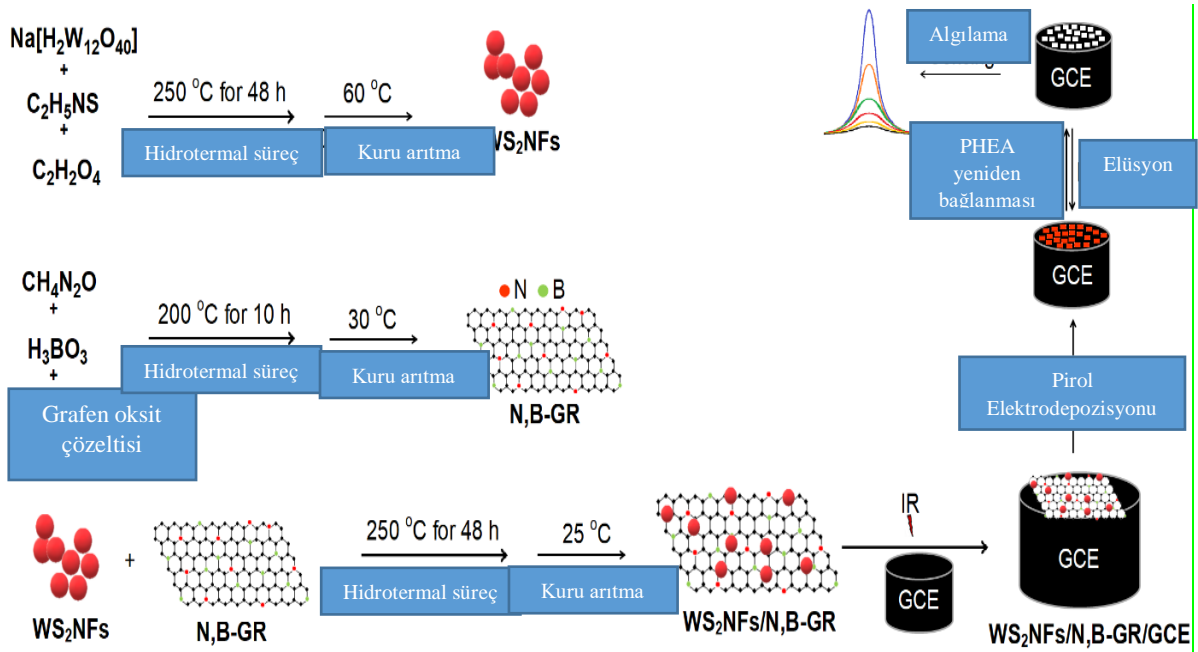 Na[H₂W₁₂O₄₀]
+
C₂H₅NS
+
C₂H₂O₄
250 °C for 48 h
Hidrotermal süreç
60 °C
Kuru arıtma
WS₂NFs
CH₄N₂O
+
H₃BO₃
+
Grafen oksit
çözeltisi
200 °C for 10 h
Hidrotermal süreç
30 °C
Kuru arıtma
N B
N,B-GR
WS₂NFs
+
N,B-GR
250 °C for 48 h
Hidrotermal süreç
25 °C
Kuru arıtma
WS₂NFs/N,B-GR
IR
GCE
GCE
WS₂NFs/N,B-GR/GCE
Pirol
Elektrodepozisyonu
GCE
PHEA
yeniden
bağlanması
Elüsyon
GCE
Algılama